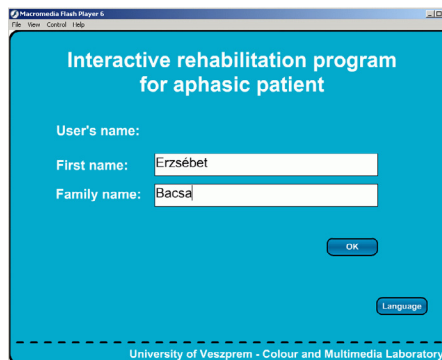 Macromedia Flash Player 6
File View Control Help
Interactive rehabilitation program
for aphasic patient
User's name:
First name: Erzsébet
Family name: Bacsa
OK
Language
University of Veszprem - Colour and Multimedia Laboratory